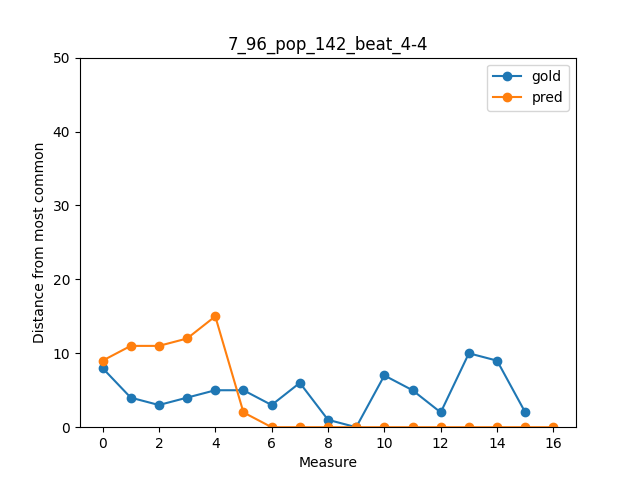 7_96_pop_142_beat_4-4
gold
pred
Distance from most common
50
40
30
20
10
0
0 2 4 6 8 10 12 14 16
Measure